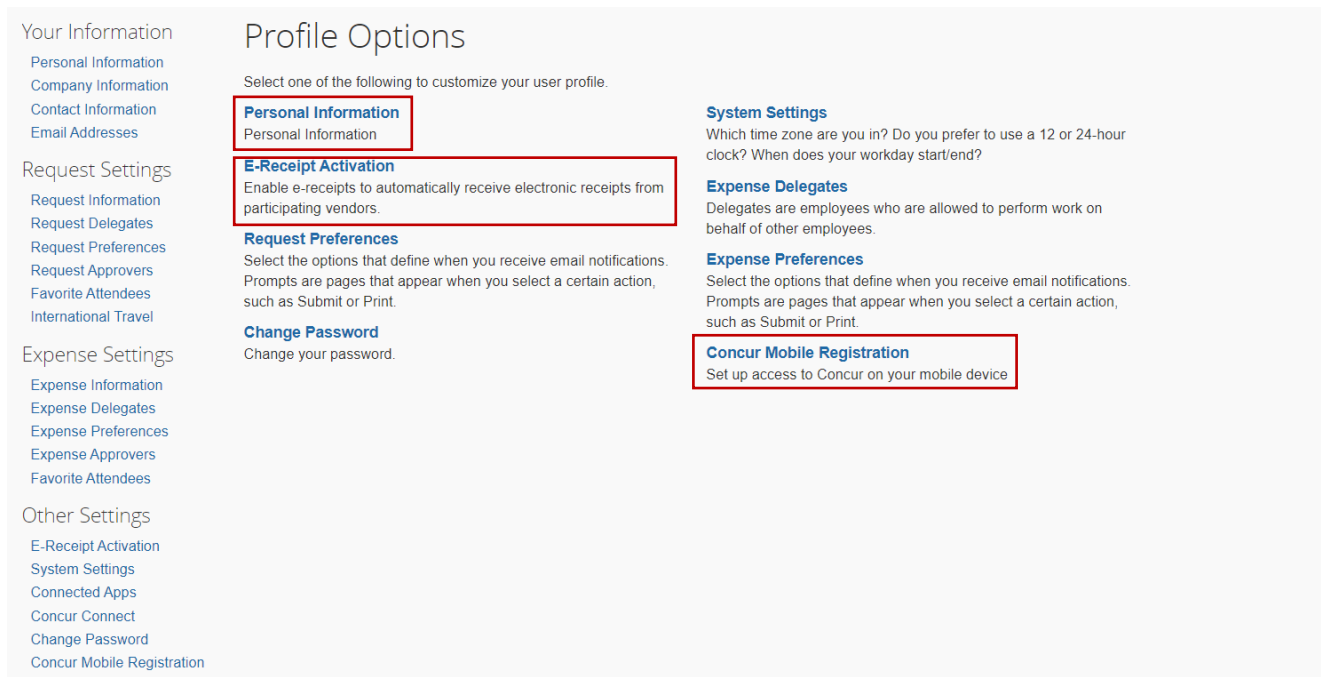 Your Information
Personal Information
Company Information
Contact Information
Email Addresses
Request Settings
Request Information
Request Delegates
Request Preferences
Request Approvers
Favorite Attendees
International Travel
Expense Settings
Expense Information
Expense Delegates
Expense Preferences
Expense Approvers
Favorite Attendees
Other Settings
E-Receipt Activation
System Settings
Connected Apps
Concur Connect
Change Password
Concur Mobile Registration
Profile Options
Select one of the following to customize your user profile.
Personal Information
Personal Information
E-Receipt Activation
Enable e-receipts to automatically receive electronic receipts from
participating vendors.
Request Preferences
Select the options that define when you receive email notifications.
Prompts are pages that appear when you select a certain action,
such as Submit or Print.
Change Password
Change your password.
System Settings
Which time zone are you in? Do you prefer to use a 12 or 24-hour
clock? When does your workday start/end?
Expense Delegates
Delegates are employees who are allowed to perform work on
behalf of other employees.
Expense Preferences
Select the options that define when you receive email notifications.
Prompts are pages that appear when you select a certain action,
such as Submit or Print.
Concur Mobile Registration
Set up access to Concur on your mobile device